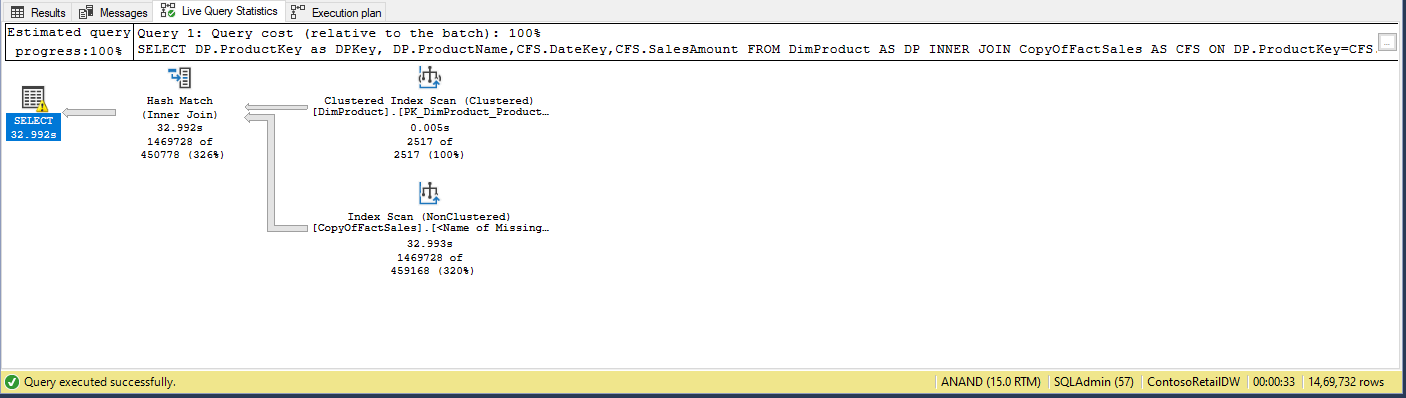 Results Messages Live Query Statistics Execution plan
Estimated query
progress:100%
Query 1: Query cost (relative to the batch): 100%
SELECT DP.ProductKey as DPKey, DP.ProductName,CFS.DateKey,CFS.SalesAmount FROM DimProduct AS DP INNER JOIN CopyOfFactSales AS CFS ON DP.ProductKey=CFS.
...
SELECT
32.992s
Hash Match
(Inner Join)
32.992s
1469728 of
450778 (326%)
Clustered Index Scan (Clustered)
[DimProduct].[PK_DimProduct_Product…
0.005s
2517 of
2517 (100%)
Index Scan (NonClustered)
[CopyOfFactSales].[<Name of Missing…
32.993s
1469728 of
459168 (320%)
Query executed successfully. ANAND (15.0 RTM) SQLAdmin (57) ContosoRetailDW 00:00:33 14,69,732 rows